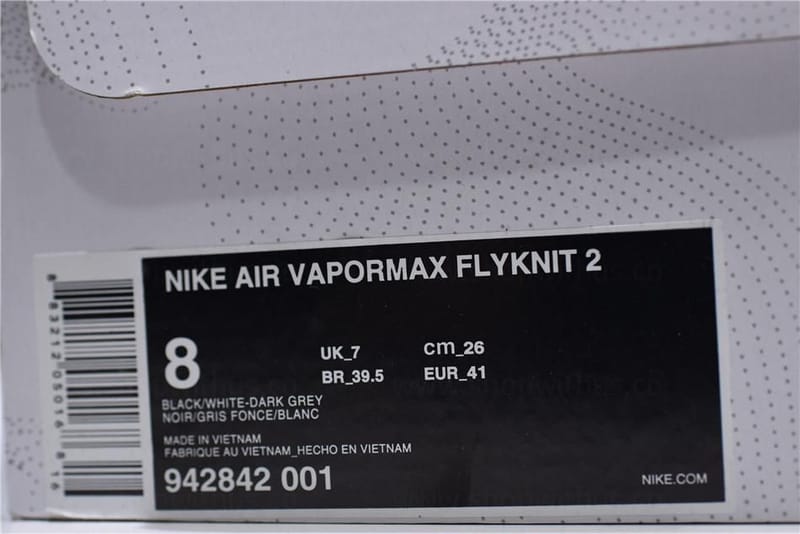 NIKE AIR VAPORMAX FLYKNIT 2
8
UK_7 cm_26
BR_39.5 EUR_41
BLACK/WHITE-DARK GREY
NOIR/GRIS FONCE/BLANC
MADE IN VIETNAM
FABRIQUE AU VIETNAM_HECHO EN VIETNAM
942842 001
NIKE.COM